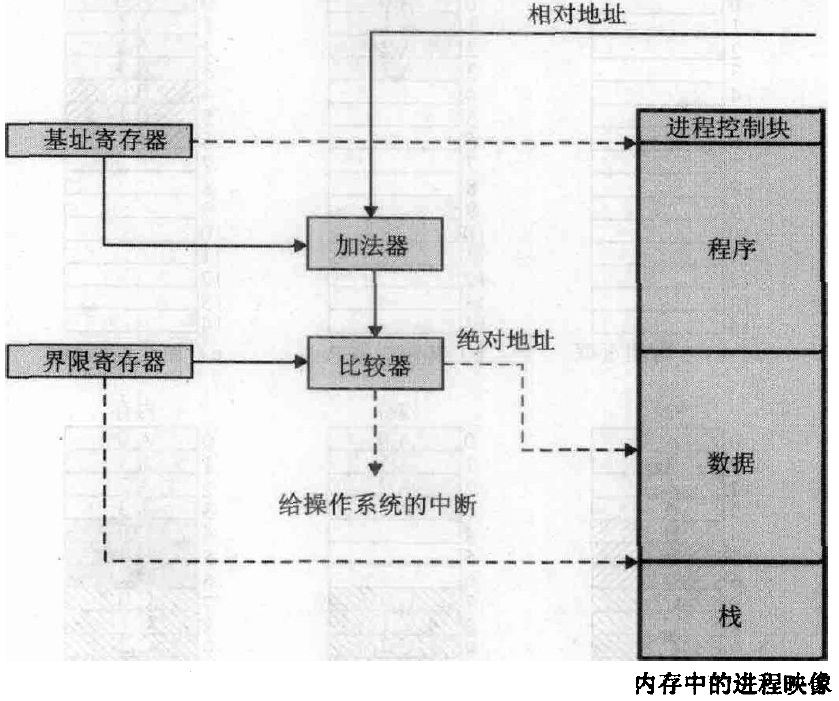 相对地址
基址寄存器
进程控制块
加法器
程序
界限寄存器
比较器
绝对地址
数据
给操作系统的中断
栈
内存中的进程映像